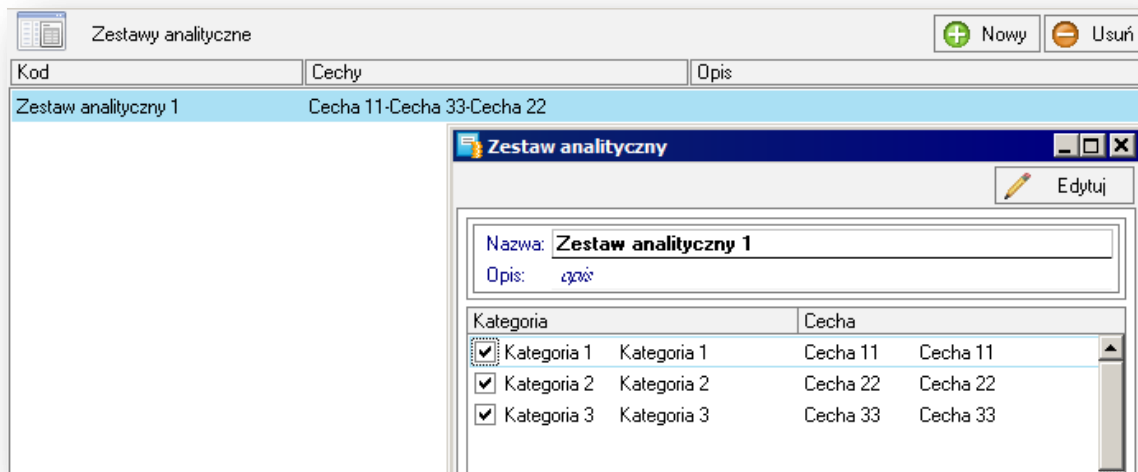 Zestawy analityczne Nowy Usuń
Kod Cechy Opis
Zestaw analityczny 1 Cecha 11-Cecha 33-Cecha 22
Zestaw analityczny
Edytuj
Nazwa: Zestaw analityczny 1
Opis: opis
Kategoria Cecha
Kategoria 1 Kategoria 1 Cecha 11 Cecha 11
Kategoria 2 Kategoria 2 Cecha 22 Cecha 22
Kategoria 3 Kategoria 3 Cecha 33 Cecha 33